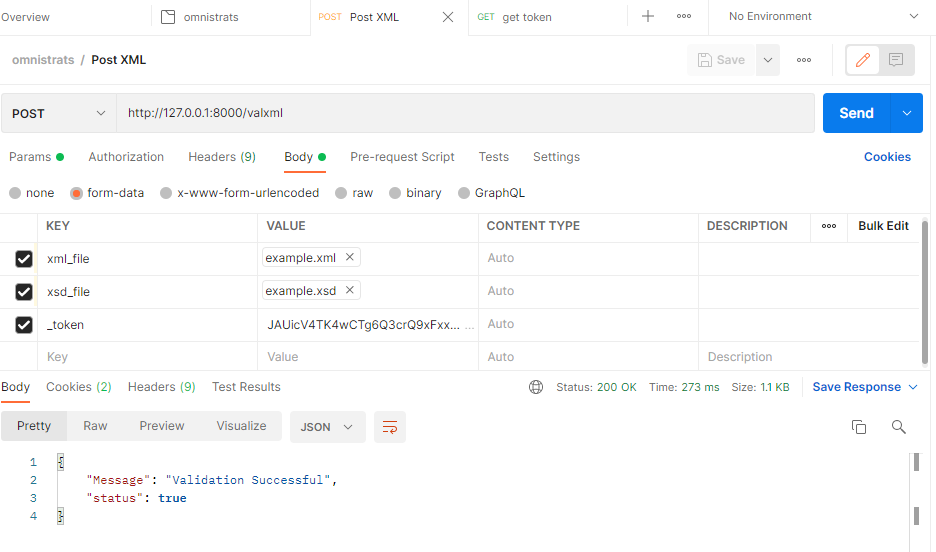 Overview omnistrats POST Post XML GET get token No Environment
omnistrats / Post XML Save
POST http://127.0.0.1:8000/valxml Send
Params Authorization Headers (9) Body Pre-request Script Tests Settings Cookies
none form-data x-www-form-urlencoded raw binary GraphQL
KEY VALUE CONTENT TYPE DESCRIPTION Bulk Edit
xml_file example.xml Auto
xsd_file example.xsd Auto
_token JAUicV4TK4wCTg6Q3crQ9xFxx... ... Auto
Key Value Auto Description
Body Cookies (2) Headers (9) Test Results Status: 200 OK Time: 273 ms Size: 1.1 KB Save Response
Pretty Raw Preview Visualize JSON
1 {
2 "Message": "Validation Successful",
3 "status": true
4 }